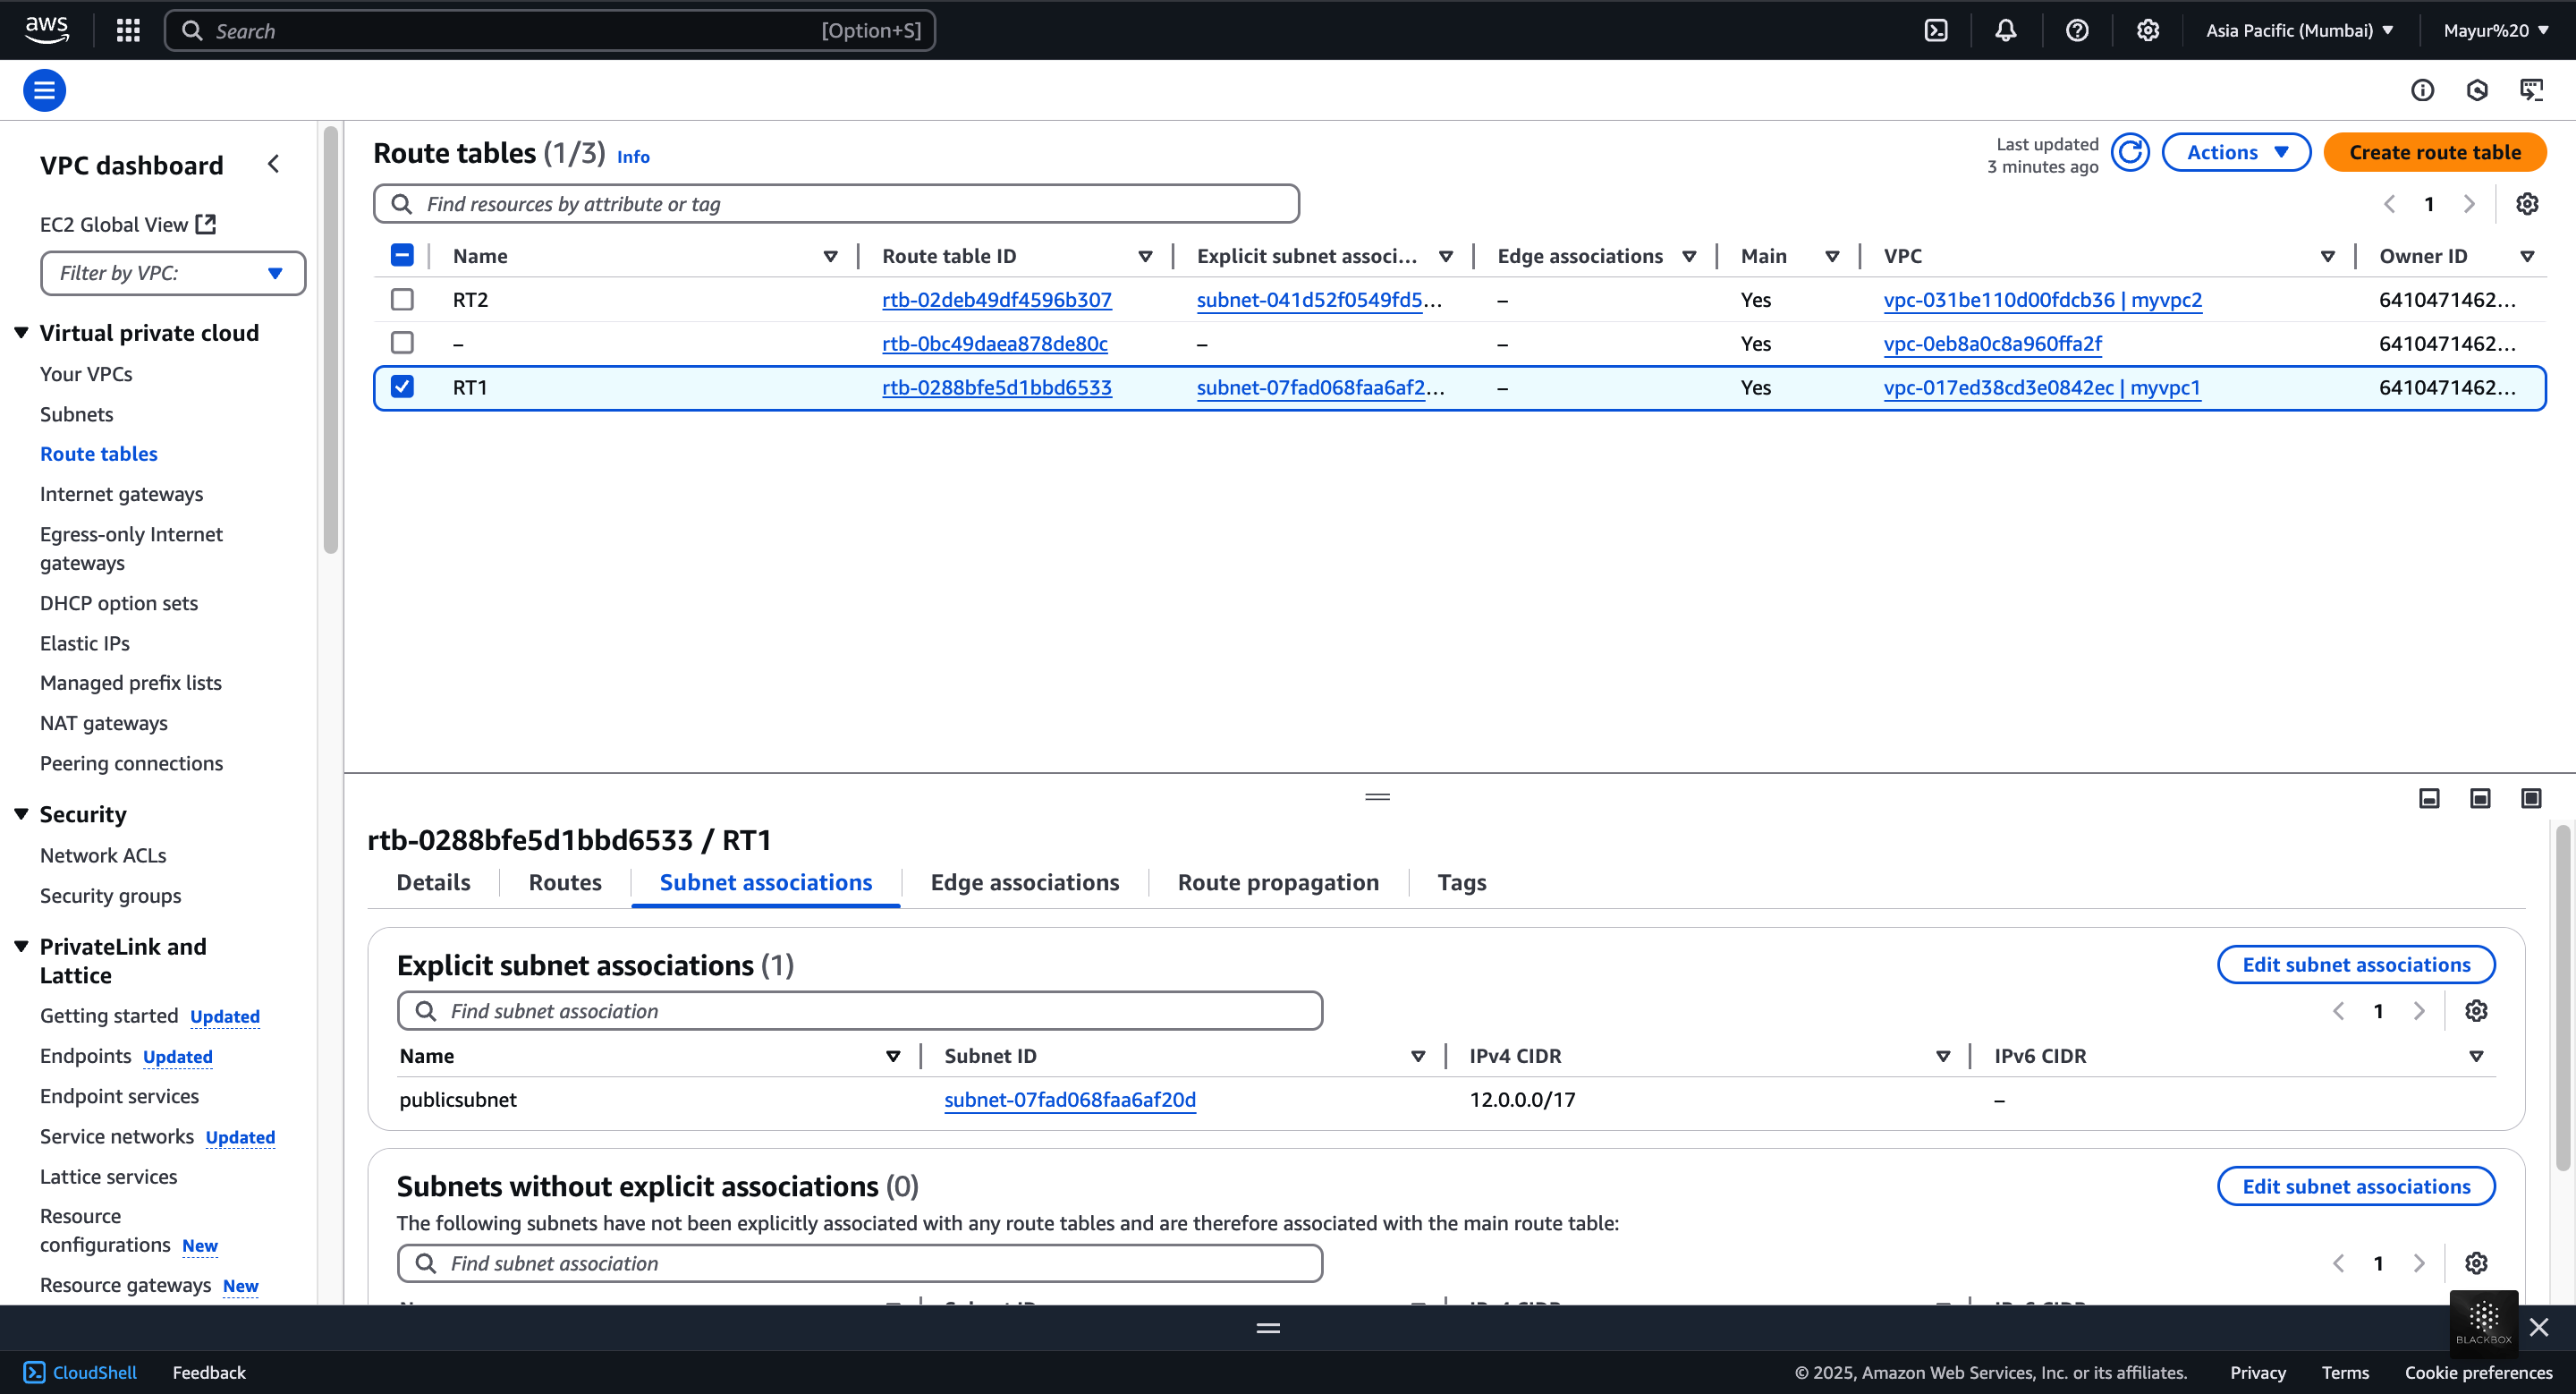 aws
Search
[Option+S]
Asia Pacific (Mumbai)
Mayur%20
VPC dashboard
EC2 Global View
Filter by VPC:
Virtual private cloud
Your VPCs
Subnets
Route tables
Internet gateways
Egress-only Internet
gateways
DHCP option sets
Elastic IPs
Managed prefix lists
NAT gateways
Peering connections
Security
Network ACLs
Security groups
PrivateLink and
Lattice
Getting started Updated
Endpoints Updated
Endpoint services
Service networks Updated
Lattice services
Resource
configurations New
Resource gateways New
Route tables (1/3) Info
Last updated
3 minutes ago
Actions
Create route table
Find resources by attribute or tag
1
Name Route table ID Explicit subnet associ... Edge associations Main VPC Owner ID
RT2 rtb-02deb49df4596b307 subnet-041d52f0549fd5... – Yes vpc-031be110d00fdcb36 | myvpc2 6410471462...
– rtb-0bc49daea878de80c – – Yes vpc-0eb8a0c8a960ffa2f 6410471462...
RT1 rtb-0288bfe5d1bbd6533 subnet-07fad068faa6af2... – Yes vpc-017ed38cd3e0842ec | myvpc1 6410471462...
rtb-0288bfe5d1bbd6533 / RT1
Details Routes Subnet associations Edge associations Route propagation Tags
Explicit subnet associations (1)
Edit subnet associations
Find subnet association
1
Name Subnet ID IPv4 CIDR IPv6 CIDR
publicsubnet subnet-07fad068faa6af20d 12.0.0.0/17 –
Subnets without explicit associations (0)
Edit subnet associations
The following subnets have not been explicitly associated with any route tables and are therefore associated with the main route table:
Find subnet association
1
BLACKBOX
CloudShell
Feedback
© 2025, Amazon Web Services, Inc. or its affiliates.
Privacy
Terms
Cookie preferences